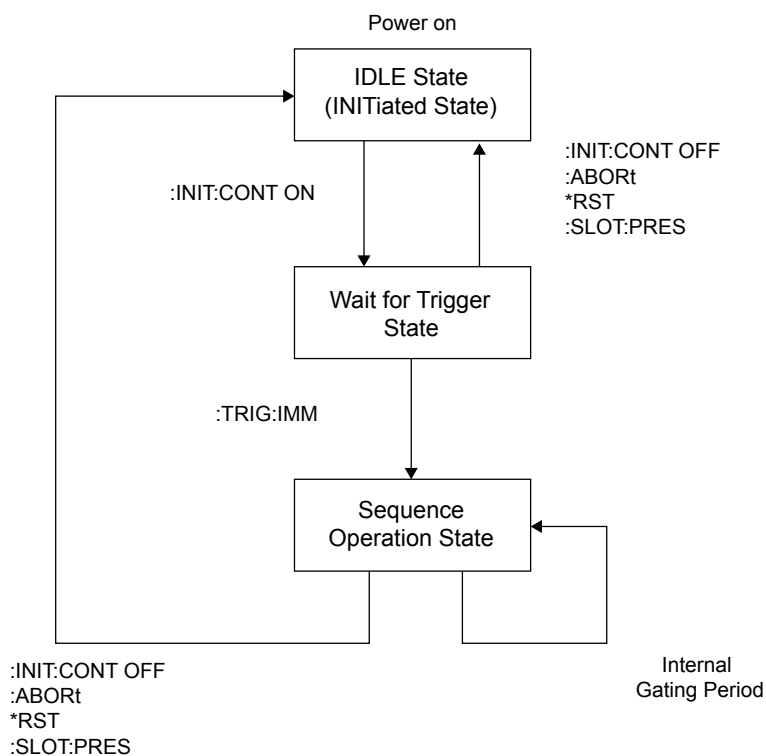 Power on
IDLE State
(INITiated State)
:INIT:CONT ON
:INIT:CONT OFF
:ABORt
*RST
:SLOT:PRES
Wait for Trigger
State
:TRIG:IMM
Sequence
Operation State
:INIT:CONT OFF
:ABORt
*RST
:SLOT:PRES
Internal
Gating Period